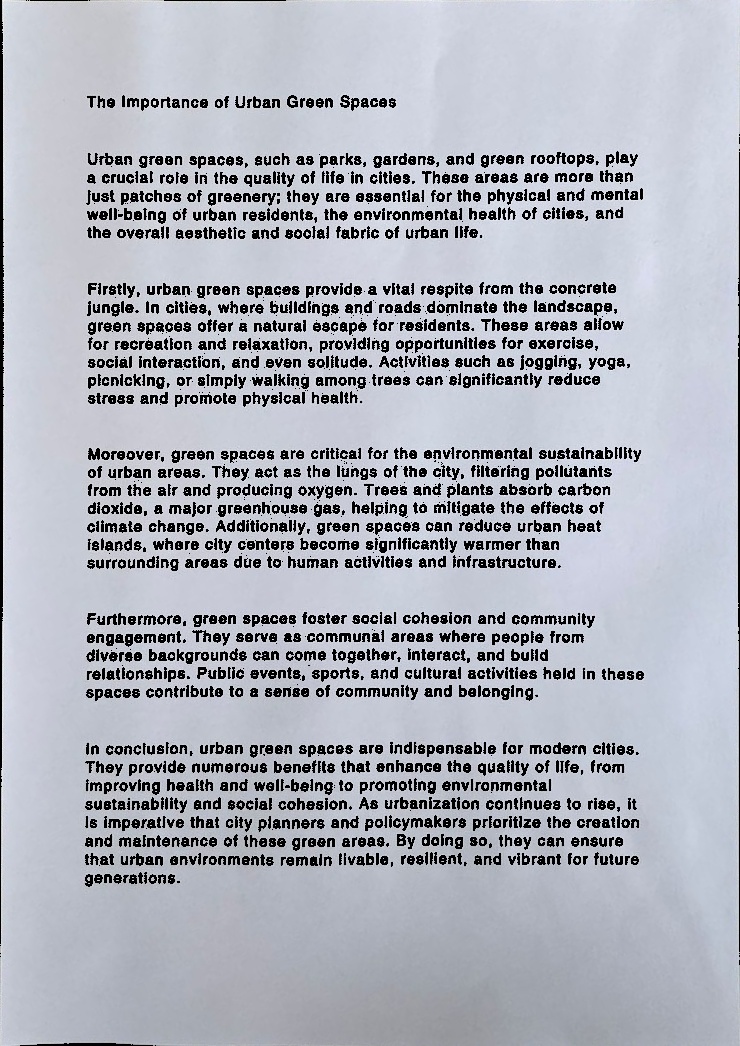 The Importance of Urban Green Spaces
Urban green spaces, such as parks, gardens, and green rooftops, play
a crucial role in the quality of life in cities. These areas are more than
just patches of greenery; they are essential for the physical and mental
well-being of urban residents, the environmental health of cities, and
the overall aesthetic and social fabric of urban life.
Firstly, urban green spaces provide a vital respite from the concrete
jungle. In cities, where buildings and roads dominate the landscape,
green spaces offer a natural escape for residents. These areas allow
for recreation and relaxation, providing opportunities for exercise,
social interaction, and even solitude. Activities such as jogging, yoga,
picnicking, or simply walking among trees can significantly reduce
stress and promote physical health.
Moreover, green spaces are critical for the environmental sustainability
of urban areas. They act as the lungs of the city, filtering pollutants
from the air and producing oxygen. Trees and plants absorb carbon
dioxide, a major greenhouse gas, helping to mitigate the effects of
climate change. Additionally, green spaces can reduce urban heat
islands, where city centers become significantly warmer than
surrounding areas due to human activities and infrastructure.
Furthermore, green spaces foster social cohesion and community
engagement. They serve as communal areas where people from
diverse backgrounds can come together, interact, and build
relationships. Public events, sports, and cultural activities held in these
spaces contribute to a sense of community and belonging.
In conclusion, urban green spaces are indispensable for modern cities.
They provide numerous benefits that enhance the quality of life, from
improving health and well-being to promoting environmental
sustainability and social cohesion. As urbanization continues to rise, it
is imperative that city planners and policymakers prioritize the creation
and maintenance of these green areas. By doing so, they can ensure
that urban environments remain livable, resilient, and vibrant for future
generations.